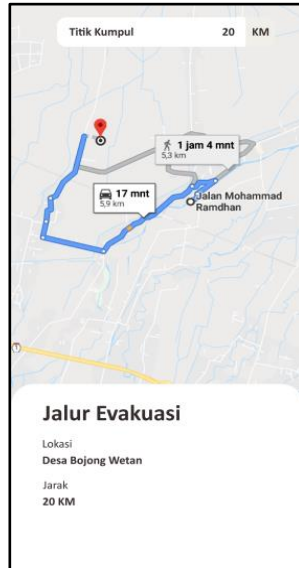 Titik Kumpul 20 KM
1 jam 4 mnt
5,3 km
17 mnt
5,9 km
Jalan Mohammad
Ramdhan
Jalur Evakuasi
Lokasi
Desa Bojong Wetan
Jarak
20 KM